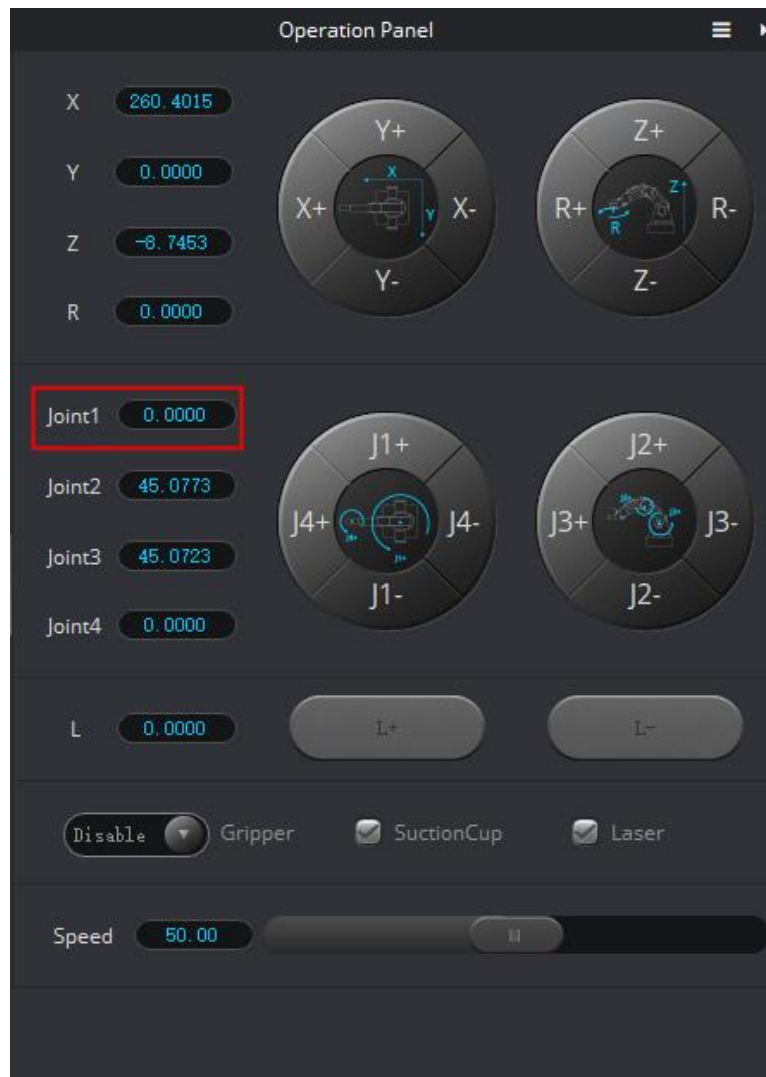 Operation Panel
X 260.4015
Y 0.0000
Z -8.7453
R 0.0000
Y+
X+ X-
Y-
X
Y
Z+
R+ R-
Z-
Z
R
Joint1 0.0000
Joint2 45.0773
Joint3 45.0723
Joint4 0.0000
J1+
J4+ J4-
J1-
J2+
J3+ J3-
J2-
L 0.0000 L+ L-
Disable Gripper SuctionCup Laser
Speed 50.00